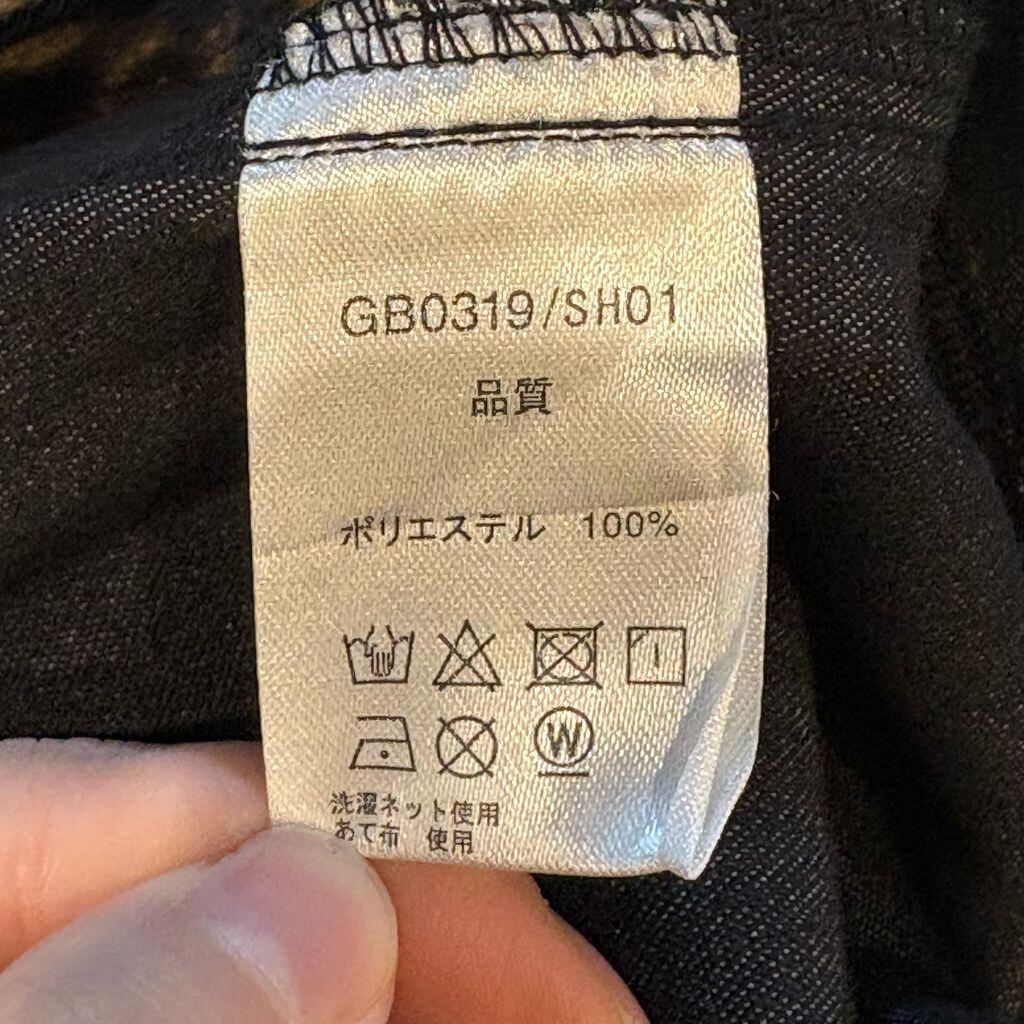 GB0319/SH01
品質
ポリエステル 100%
W
洗濯ネット使用
あて布 使用